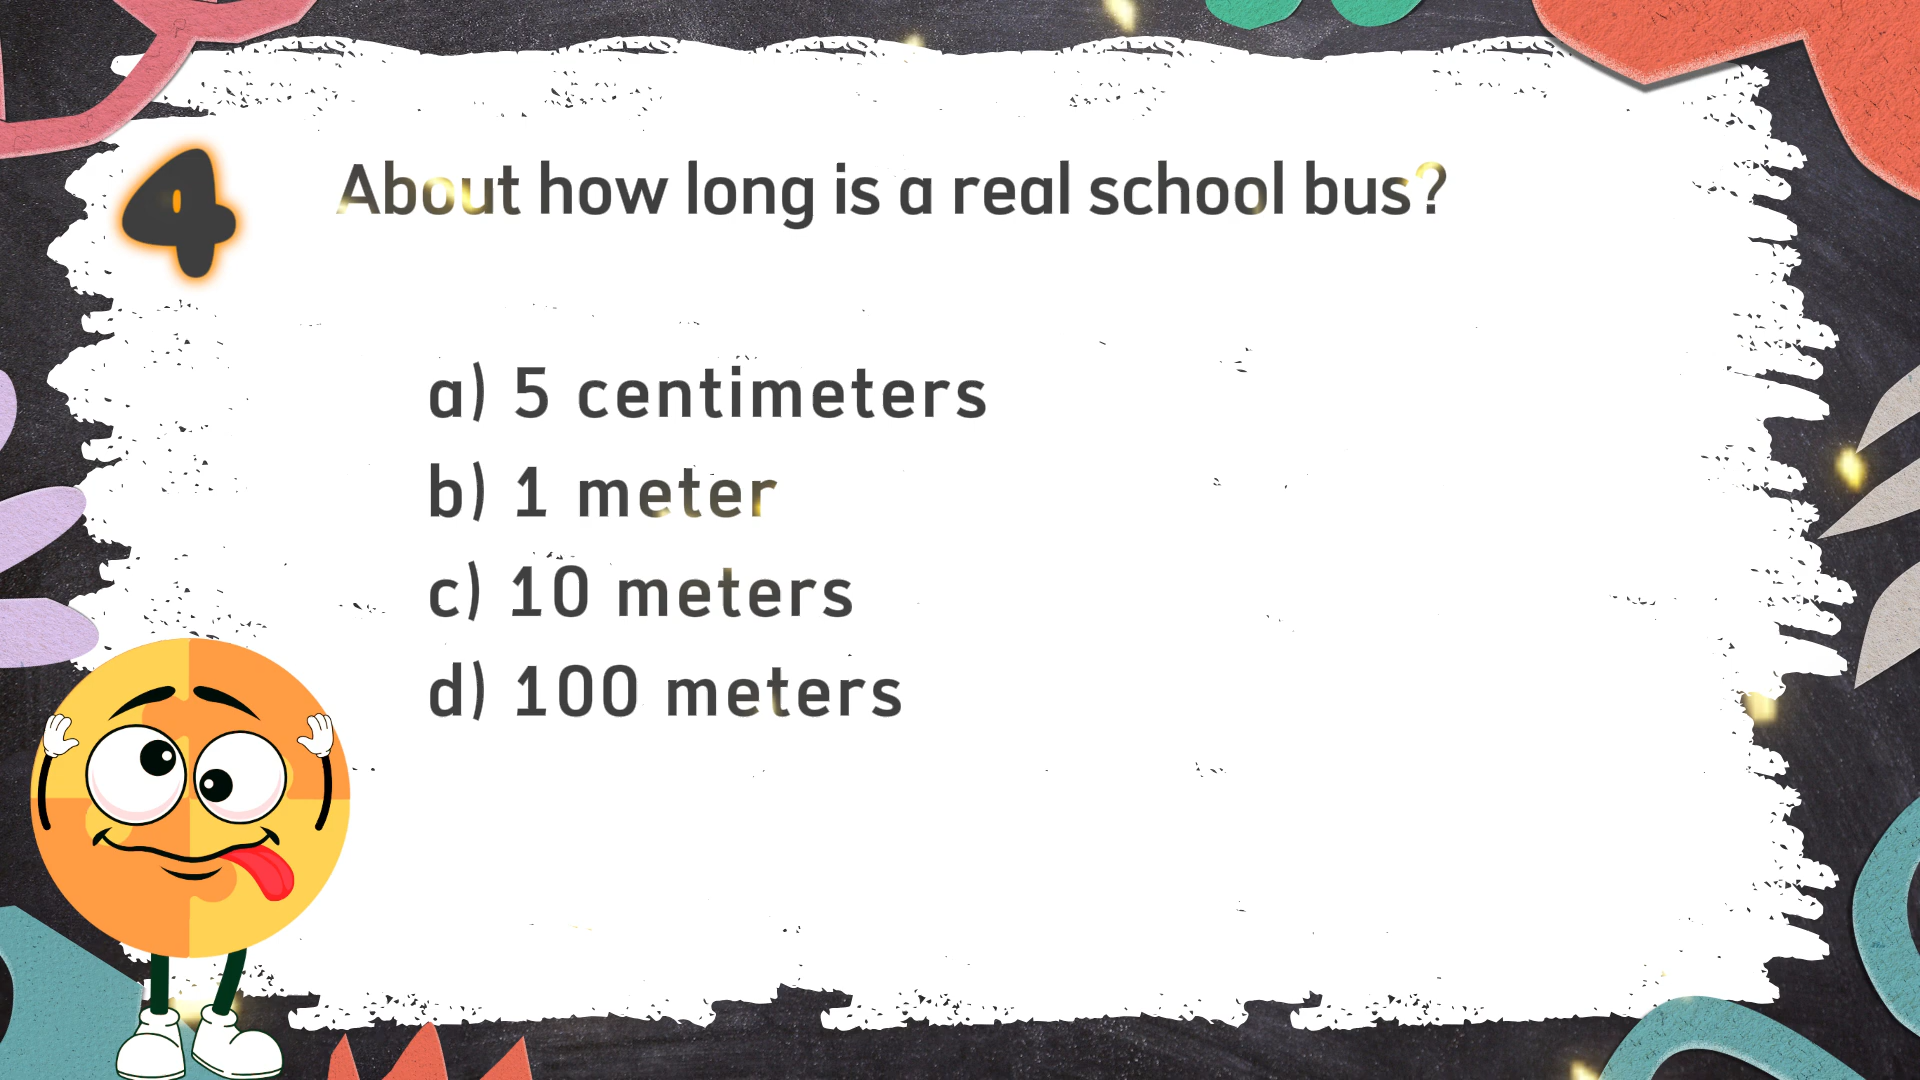 4
About how long is a real school bus?
a) 5 centimeters
b) 1 meter
c) 10 meters
d) 100 meters